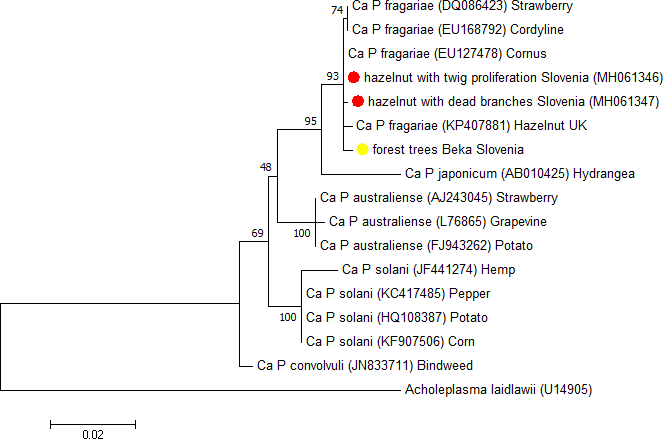 Ca P fragariae (DQ086423) Strawberry
74
Ca P fragariae (EU168792) Cordyline
Ca P fragariae (EU127478) Cornus
93
hazelnut with twig proliferation Slovenia (MH061346)
hazelnut with dead branches Slovenia (MH061347)
95
Ca P fragariae (KP407881) Hazelnut UK
forest trees Beka Slovenia
48
Ca P japonicum (AB010425) Hydrangea
Ca P australiense (AJ243045) Strawberry
Ca P australiense (L76865) Grapevine
69
100
Ca P australiense (FJ943262) Potato
Ca P solani (JF441274) Hemp
Ca P solani (KC417485) Pepper
100
Ca P solani (HQ108387) Potato
Ca P solani (KF907506) Corn
Ca P convolvuli (JN833711) Bindweed
Acholeplasma laidlawii (U14905)
0.02